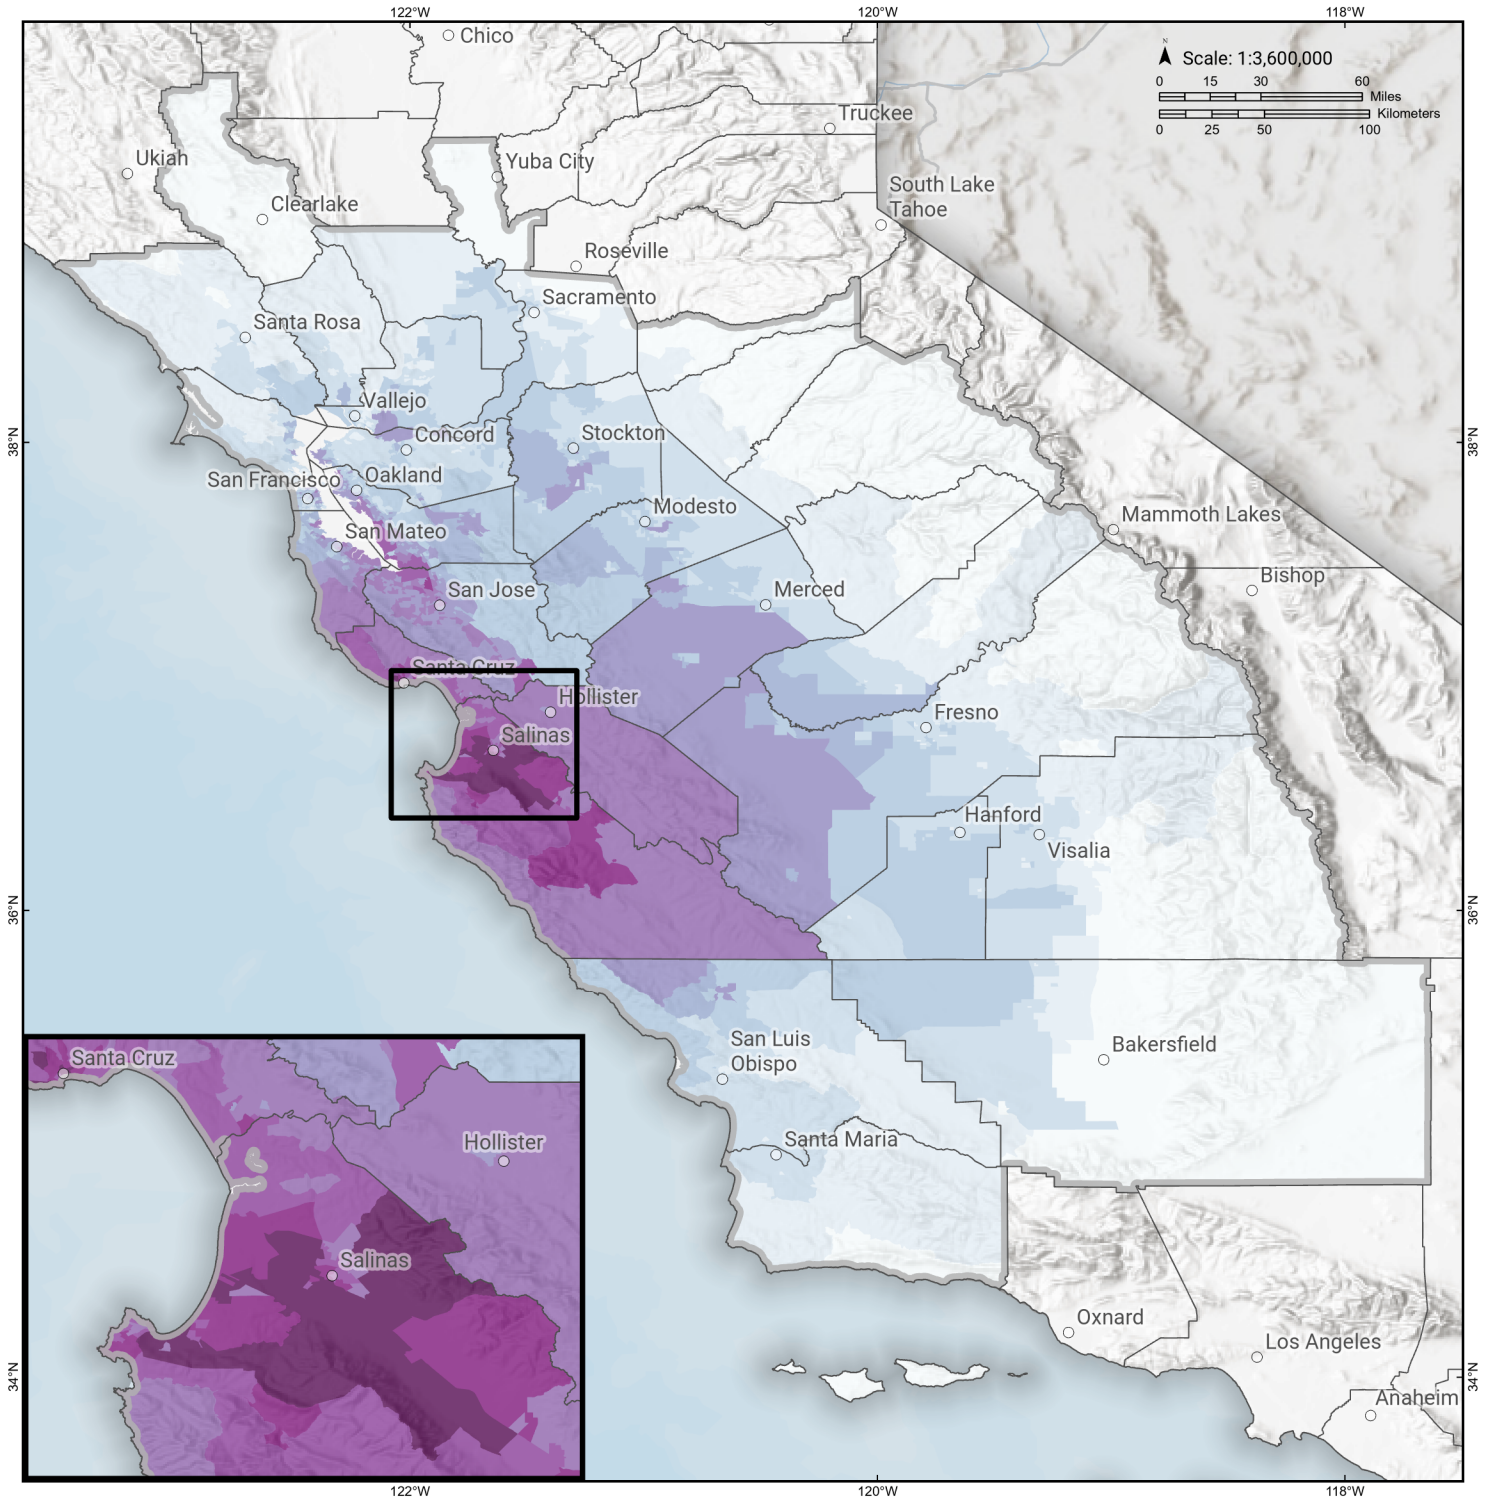 122°W
120°W
118°W
Chico
N
Scale: 1:3,600,000
0 15 30 60
Miles
Kilometers
0 25 50 100
Truckee
Ukiah
Yuba City
South Lake
Tahoe
Clearlake
Roseville
Sacramento
Santa Rosa
Vallejo
38°N
Concord
Stockton
38°N
San Francisco
Oakland
Modesto
Mammoth Lakes
San Mateo
Bishop
San Jose
Merced
Santa Cruz
Hollister
Fresno
Salinas
Hanford
Visalia
36°N
36°N
San Luis
Obispo
Bakersfield
Santa Cruz
Santa Maria
Hollister
Salinas
Oxnard
Los Angeles
34°N
34°N
Anaheim
122°W
120°W
118°W